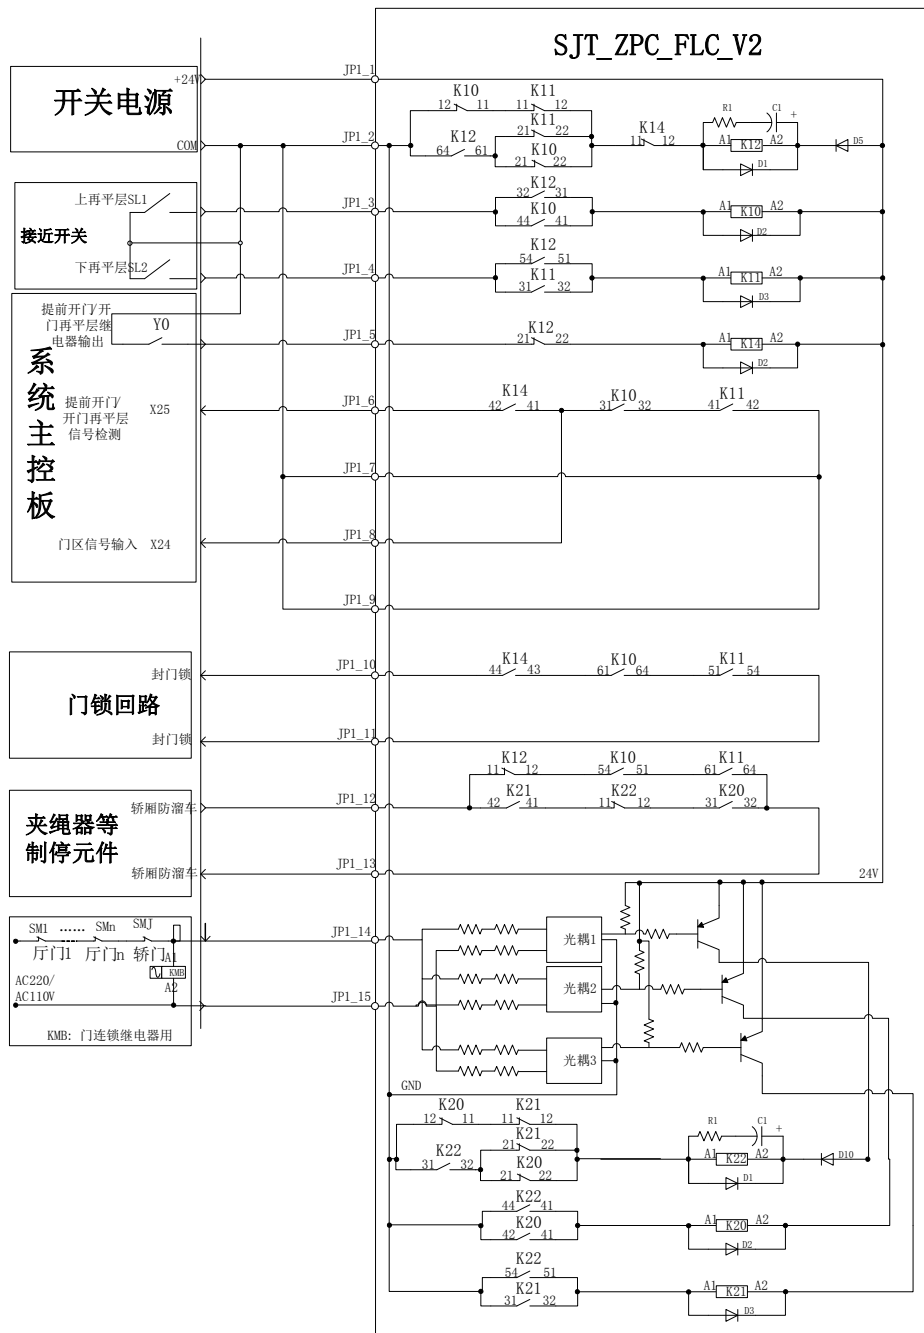 SJT_ZPC_FLC_V2
开关电源
+24V
COM
JP1_1
JP1_2
K10
12 11
K11
11 12
K12
64 61
K11
21 22
K10
21 22
K14
11 12
R1
C1
+
A1 K12 A2
D1
D5
接近开关
上再平层SL1
下再平层SL2
JP1_3
K12
32 31
K10
44 41
A1 K10 A2
D2
JP1_4
K12
54 51
K11
31 32
A1 K11 A2
D3
系统主控板
提前开门/开
门再平层继
电器输出
Y0
JP1_5
K12
21 22
A1 K14 A2
D2
提前开门/
开门再平层
信号检测
X25
JP1_6
K14
42 41
K10
31 32
K11
41 42
JP1_7
门区信号输入 X24
JP1_8
JP1_9
门锁回路
封门锁
封门锁
JP1_10
K14
44 43
K10
61 64
K11
51 54
JP1_11
K12
11 12
K10
54 51
K11
61 64
夹绳器等
制停元件
轿厢防溜车
轿厢防溜车
JP1_12
K21
42 41
K22
11 12
K20
31 32
JP1_13
24V
SM1 …… SMn SMJ
厅门1 厅门n 轿门
A1
KMB
A2
AC220/
AC110V
KMB: 门连锁继电器用
JP1_14
JP1_15
光耦1
光耦2
光耦3
GND
K20
12 11
K21
11 12
K22
31 32
K21
21 22
K20
21 22
R1
C1
+
A1 K22 A2
D1
D10
K22
44 41
K20
42 41
A1 K20 A2
D2
K22
54 51
K21
31 32
A1 K21 A2
D3